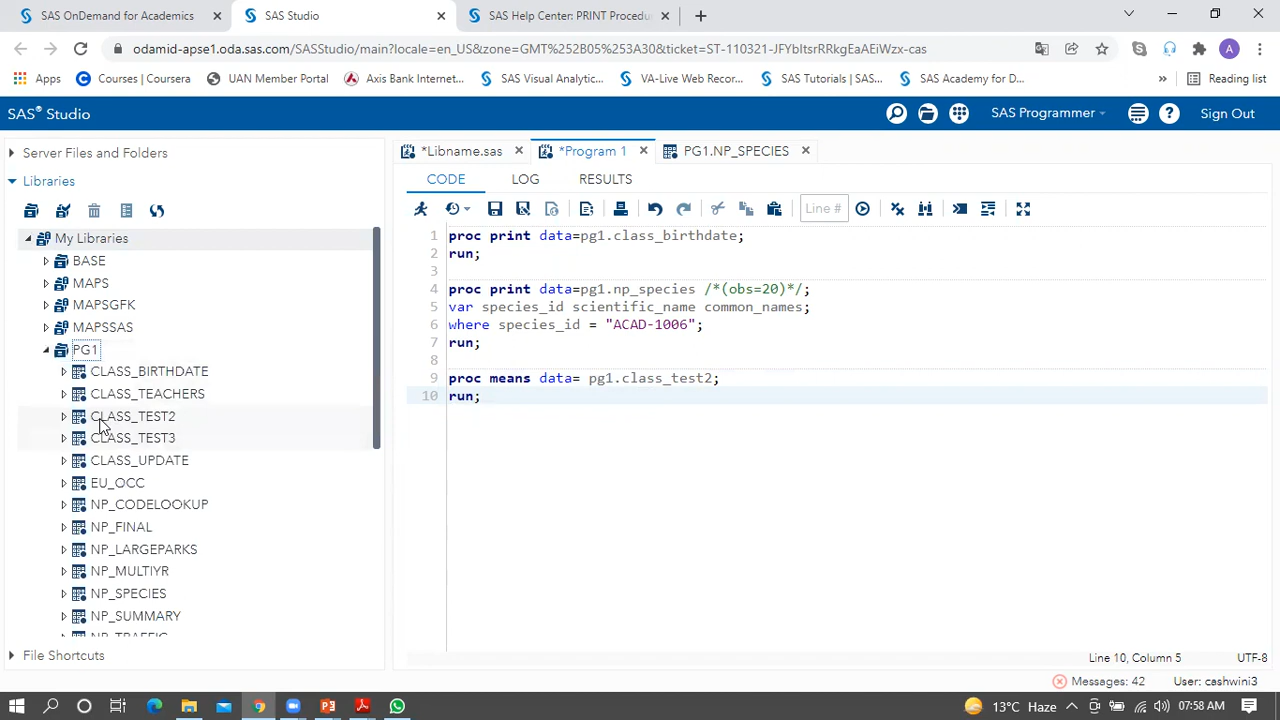 SAS OnDemand for Academics
SAS Studio
SAS Help Center: PRINT Procedu
odamid-apse1.oda.sas.com/SASStudio/main?locale=en_US&zone=GMT%252B05%253A30&ticket=ST-110321-JFYbItsrRRkgEaAEiWzx-cas
Apps
Courses | Coursera
UAN Member Portal
Axis Bank Internet...
SAS Visual Analytic...
VA-Live Web Recor...
SAS Tutorials | SAS...
SAS Academy for D...
»
Reading list
SAS® Studio
SAS Programmer
Sign Out
Server Files and Folders
Libraries
My Libraries
BASE
MAPS
MAPSGFK
MAPSSAS
PG1
CLASS_BIRTHDATE
CLASS_TEACHERS
CLASS_TEST2
CLASS_TEST3
CLASS_UPDATE
EU_OCC
NP_CODELOOKUP
NP_FINAL
NP_LARGEPARKS
NP_MULTIYR
NP_SPECIES
NP_SUMMARY
NP_TRAFFIC
File Shortcuts
*Libname.sas
*Program 1
PG1.NP_SPECIES
CODE
LOG
RESULTS
Line #
1 proc print data=pg1.class_birthdate;
2 run;
3
4 proc print data=pg1.np_species /*(obs=20)*/;
5 var species_id scientific_name common_names;
6 where species_id = "ACAD-1006";
7 run;
8
9 proc means data= pg1.class_test2;
10 run;
Line 10, Column 5
UTF-8
Messages: 42
User: cashwini3
13°C Haze
07:58 AM